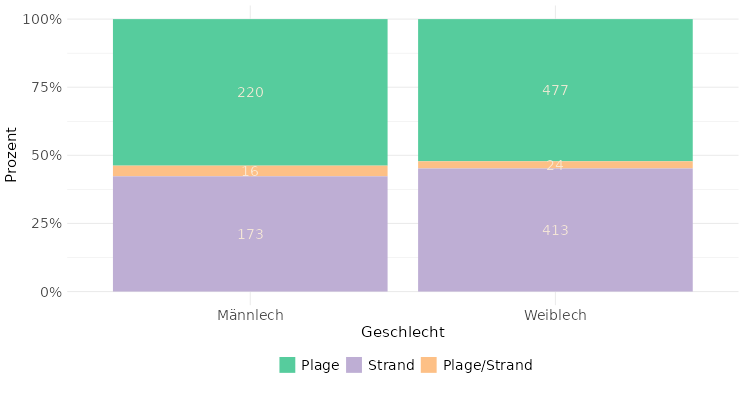 100%
75%
50%
25%
0%
Prozent
220
16
173
477
24
413
Männlech
Weiblech
Geschlecht
Plage
Strand
Plage/Strand